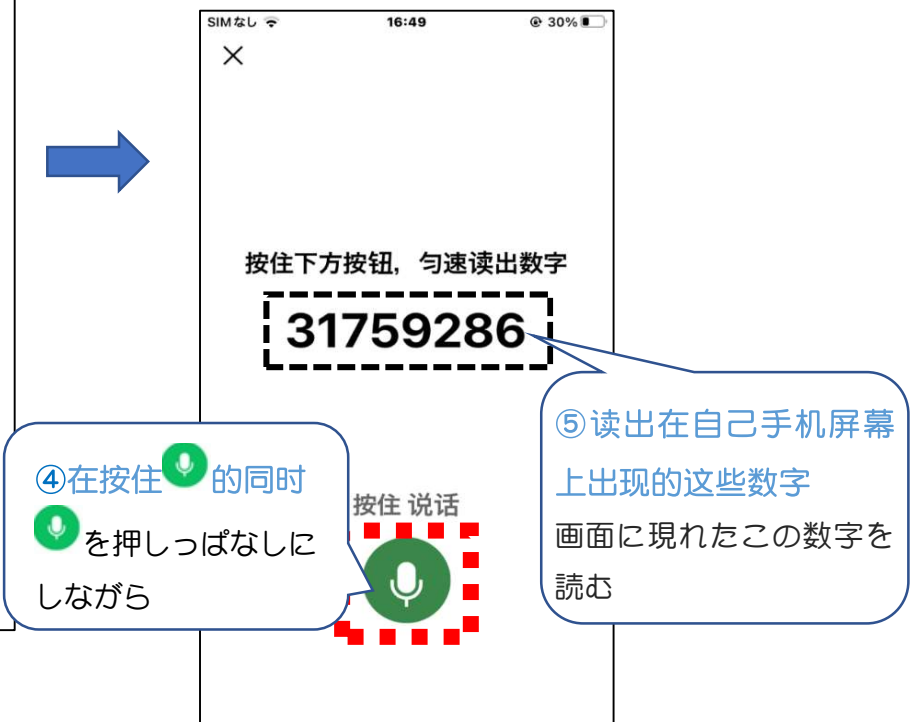 SIMなし 16:49 30%
按住下方按钮，匀速读出数字
31759286
⑤读出在自己手机屏幕
上出现的这些数字
画面に現れたこの数字を
読む
④在按住 的同时
を押しっぱなしに
しながら
按住 说话